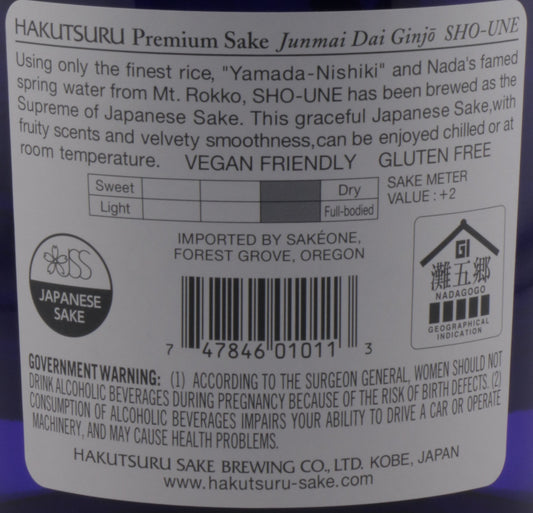 HAKUTSURU Premium Sake Junmai Dai Ginjō SHO-UNE
Using only the finest rice, "Yamada-Nishiki" and Nada's famed
spring water from Mt. Rokko, SHO-UNE has been brewed as the
Supreme of Japanese Sake. This graceful Japanese Sake,with
fruity scents and velvety smoothness,can be enjoyed chilled or at
room temperature. VEGAN FRIENDLY GLUTEN FREE
Sweet Dry
Light Full-bodied
SAKE METER
VALUE : +2
IMPORTED BY SAKÉONE,
FOREST GROVE, OREGON
JSS
JAPANESE
SAKE
GI
灘五郷
NADAGOGO
GEOGRAPHICAL
INDICATION
7 47846 01011 3
GOVERNMENT WARNING: (1) ACCORDING TO THE SURGEON GENERAL, WOMEN SHOULD NOT
DRINK ALCOHOLIC BEVERAGES DURING PREGNANCY BECAUSE OF THE RISK OF BIRTH DEFECTS. (2)
CONSUMPTION OF ALCOHOLIC BEVERAGES IMPAIRS YOUR ABILITY TO DRIVE A CAR OR OPERATE
MACHINERY, AND MAY CAUSE HEALTH PROBLEMS.
HAKUTSURU SAKE BREWING CO., LTD. KOBE, JAPAN
www.hakutsuru-sake.com